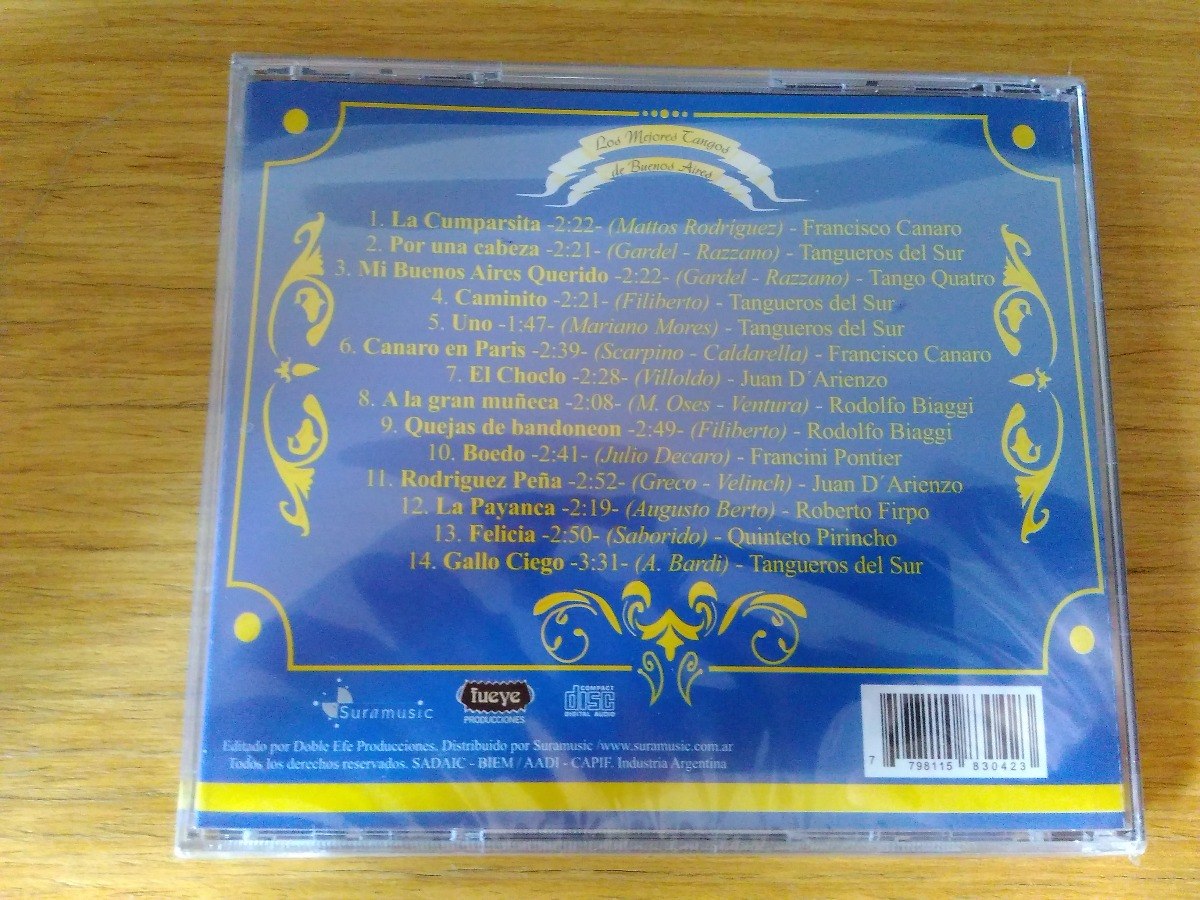 Los Mejores Tangos
de Buenos Aires
1. La Cumparsita -2:22- (Mattos Rodriguez) - Francisco Canaro
2. Por una cabeza -2:21- (Gardel - Razzano) - Tangueros del Sur
3. Mi Buenos Aires Querido -2:22- (Gardel - Razzano) - Tango Quatro
4. Caminito -2:21- (Filiberto) - Tangueros del Sur
5. Uno -1:47- (Mariano Mores) - Tangueros del Sur
6. Canaro en Paris -2:39- (Scarpino - Caldarella) - Francisco Canaro
7. El Choclo -2:28- (Villoldo) - Juan D´Arienzo
8. A la gran muñeca -2:08- (M. Oses - Ventura) - Rodolfo Biaggi
9. Quejas de bandoneon -2:49- (Filiberto) - Rodolfo Biaggi
10. Boedo -2:41- (Julio Decaro) - Francini Pontier
11. Rodriguez Peña -2:52- (Greco - Velinch) - Juan D´Arienzo
12. La Payanca -2:19- (Augusto Berto) - Roberto Firpo
13. Felicia -2:50- (Saborido) - Quinteto Pirincho
14. Gallo Ciego -3:31- (A. Bardi) - Tangueros del Sur
Suramusic
fueye
PRODUCCIONES
COMPACT
disc
DIGITAL AUDIO
Editado por Doble Efe Producciones. Distribuido por Suramusic /www.suramusic.com.ar
Todos los derechos reservados. SADAIC - BIEM / AADI - CAPIF. Industria Argentina
7 798115 830423